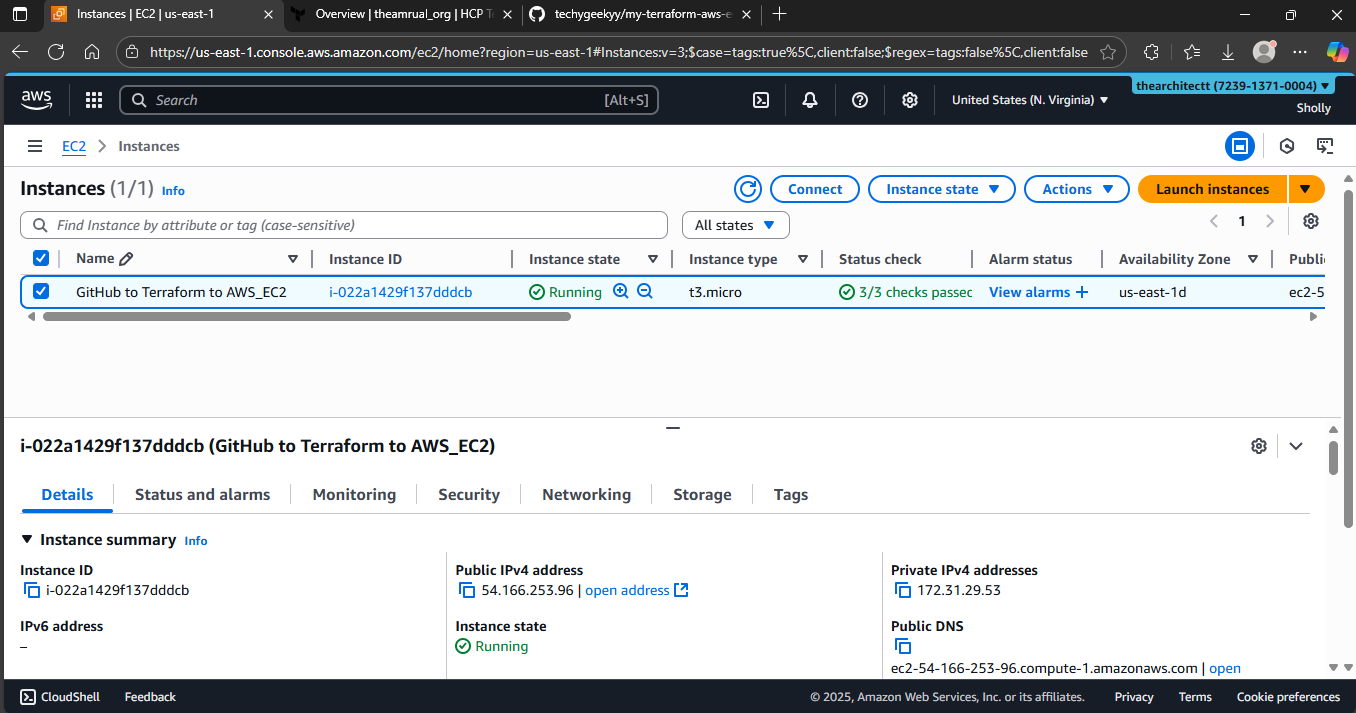 Instances | EC2 | us-east-1
Overview | theamrual_org | HCP Te
techygeekyy/my-terraform-aws-e
https://us-east-1.console.aws.amazon.com/ec2/home?region=us-east-1#Instances:v=3;$case=tags:true%5C,client:false;$regex=tags:false%5C,client:false
aws
Search [Alt+S]
United States (N. Virginia)
thearchitectt (7239-1371-0004)
Sholly
EC2 > Instances
Instances (1/1) Info
Connect Instance state Actions Launch instances
Find Instance by attribute or tag (case-sensitive) All states 1
Name Instance ID Instance state Instance type Status check Alarm status Availability Zone Public
GitHub to Terraform to AWS_EC2 i-022a1429f137dddcb Running t3.micro 3/3 checks passed View alarms + us-east-1d ec2-5
i-022a1429f137dddcb (GitHub to Terraform to AWS_EC2)
Details Status and alarms Monitoring Security Networking Storage Tags
Instance summary Info
Instance ID Public IPv4 address Private IPv4 addresses
i-022a1429f137dddcb 54.166.253.96 | open address 172.31.29.53
IPv6 address Instance state Public DNS
– Running
ec2-54-166-253-96.compute-1.amazonaws.com | open
CloudShell Feedback © 2025, Amazon Web Services, Inc. or its affiliates. Privacy Terms Cookie preferences